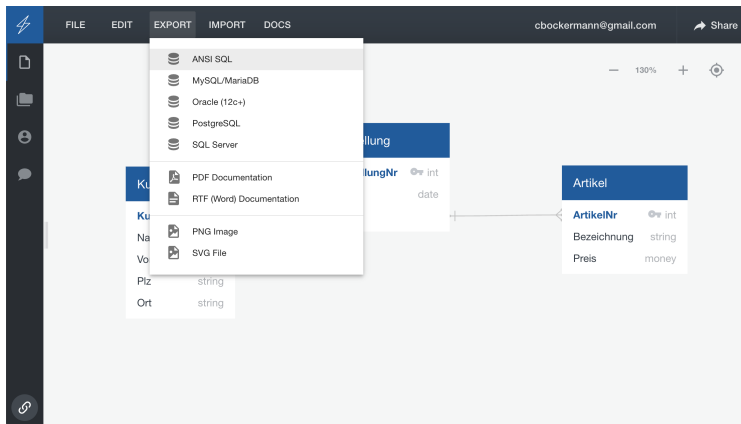 FILE EDIT EXPORT IMPORT DOCS cbockermann@gmail.com Share
130%
ANSI SQL
MySQL/MariaDB
Oracle (12c+)
PostgreSQL
SQL Server
PDF Documentation
RTF (Word) Documentation
PNG Image
SVG File
Ku
Ku
Na
Vo
Plz string
Ort string
llung
lungNr int
date
Artikel
ArtikelNr int
Bezeichnung string
Preis money